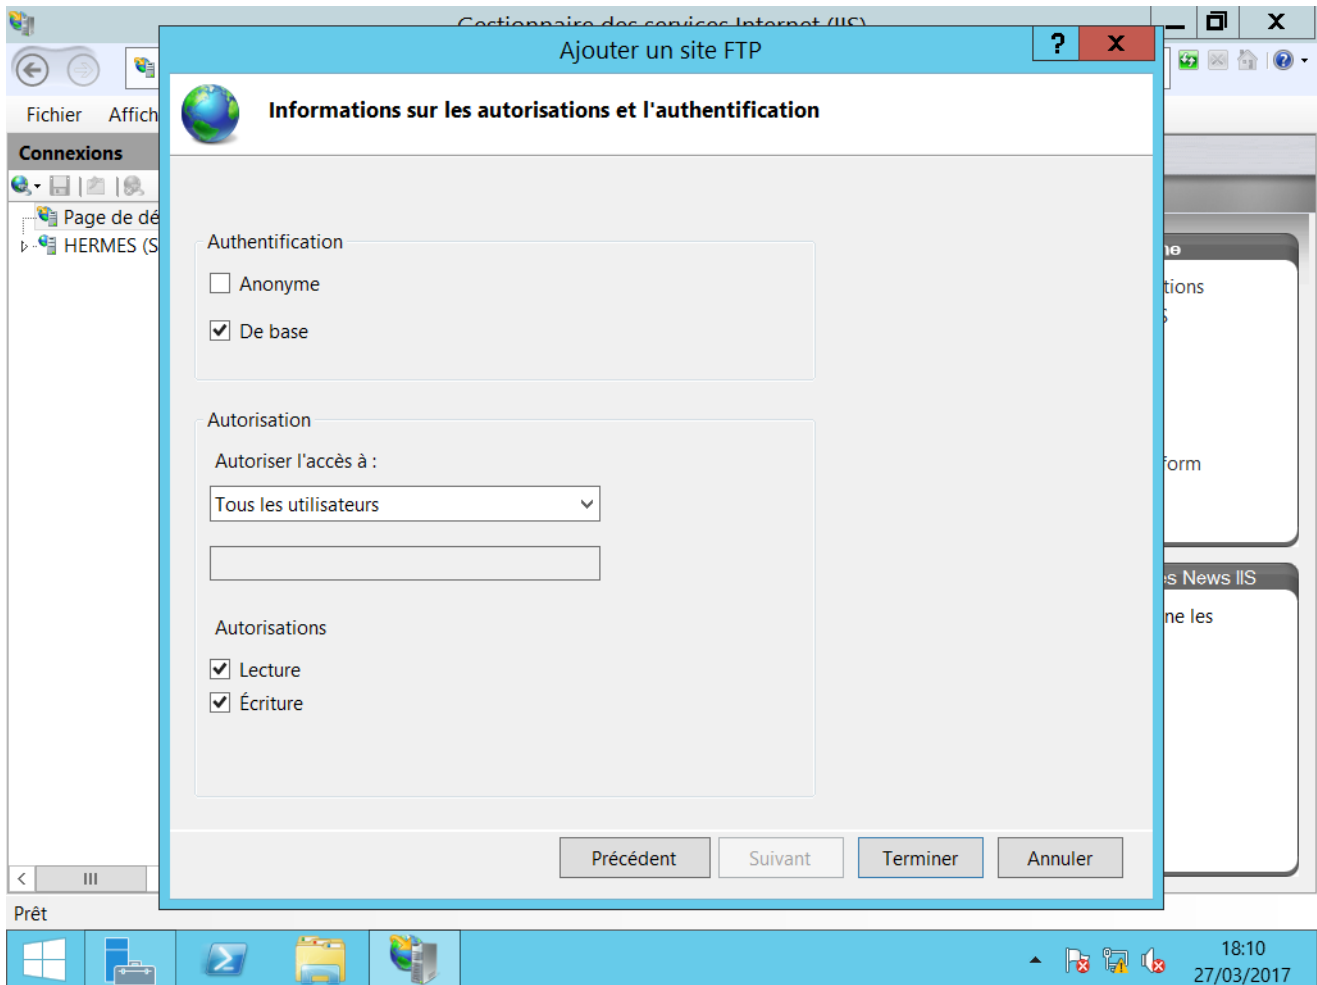 Gestionnaire des services Internet (IIS)
Ajouter un site FTP
?
X
X
Fichier
Affich
Informations sur les autorisations et l'authentification
Connexions
Page de dé
HERMES (S
Authentification
Anonyme
De base
Autorisation
Autoriser l'accès à :
Tous les utilisateurs
Autorisations
Lecture
Écriture
tions
form
es News IIS
ne les
Précédent
Suivant
Terminer
Annuler
Prêt
18:10
27/03/2017